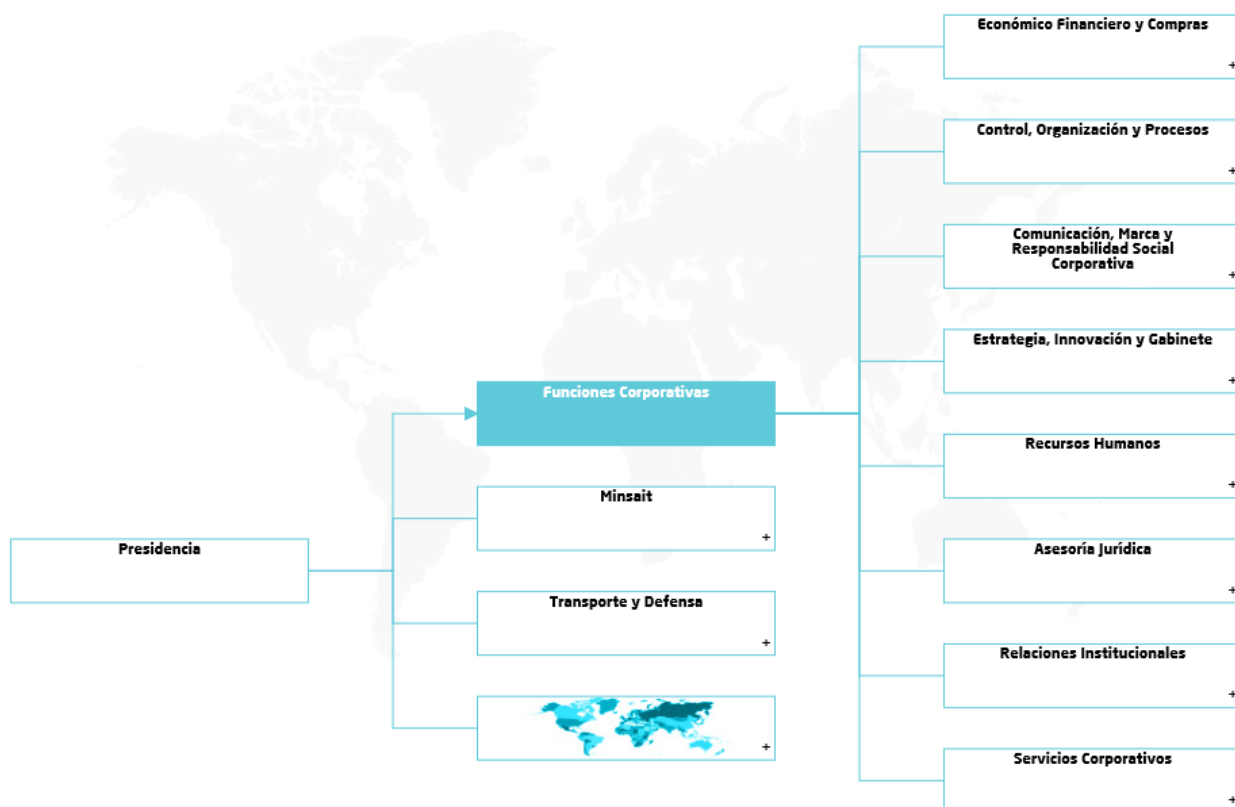 Presidencia
Funciones Corporativas
Minsait
+
Transporte y Defensa
+
+
Económico Financiero y Compras
+
Control, Organización y Procesos
+
Comunicación, Marca y
Responsabilidad Social
Corporativa
+
Estrategia, Innovación y Gabinete
+
Recursos Humanos
+
Asesoría Jurídica
+
Relaciones Institucionales
+
Servicios Corporativos
+